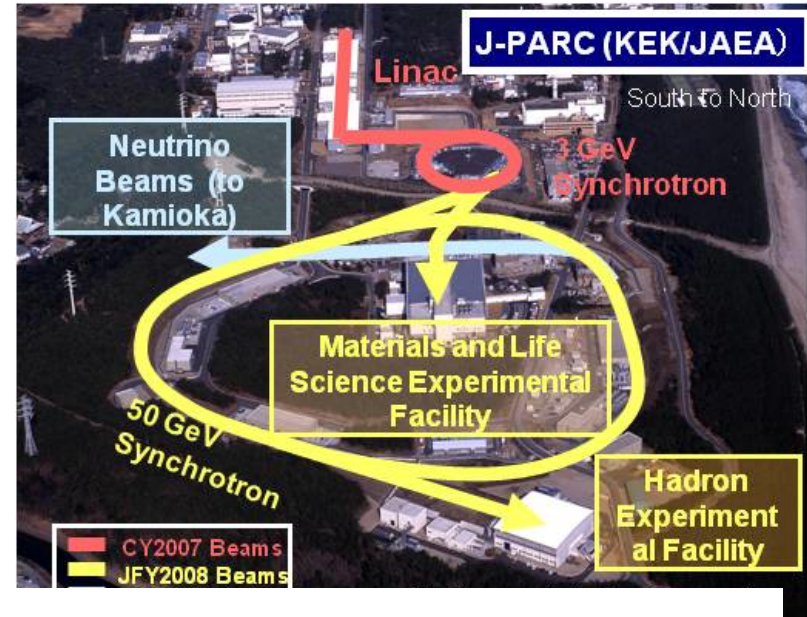 J-PARC (KEK/JAEA)
Linac
South to North
Neutrino
Beams (to
Kamioka)
3 GeV
Synchrotron
Materials and Life
Science Experimental
Facility
50 GeV
Synchrotron
Hadron
Experiment
al Facility
CY2007 Beams
JFY2008 Beams